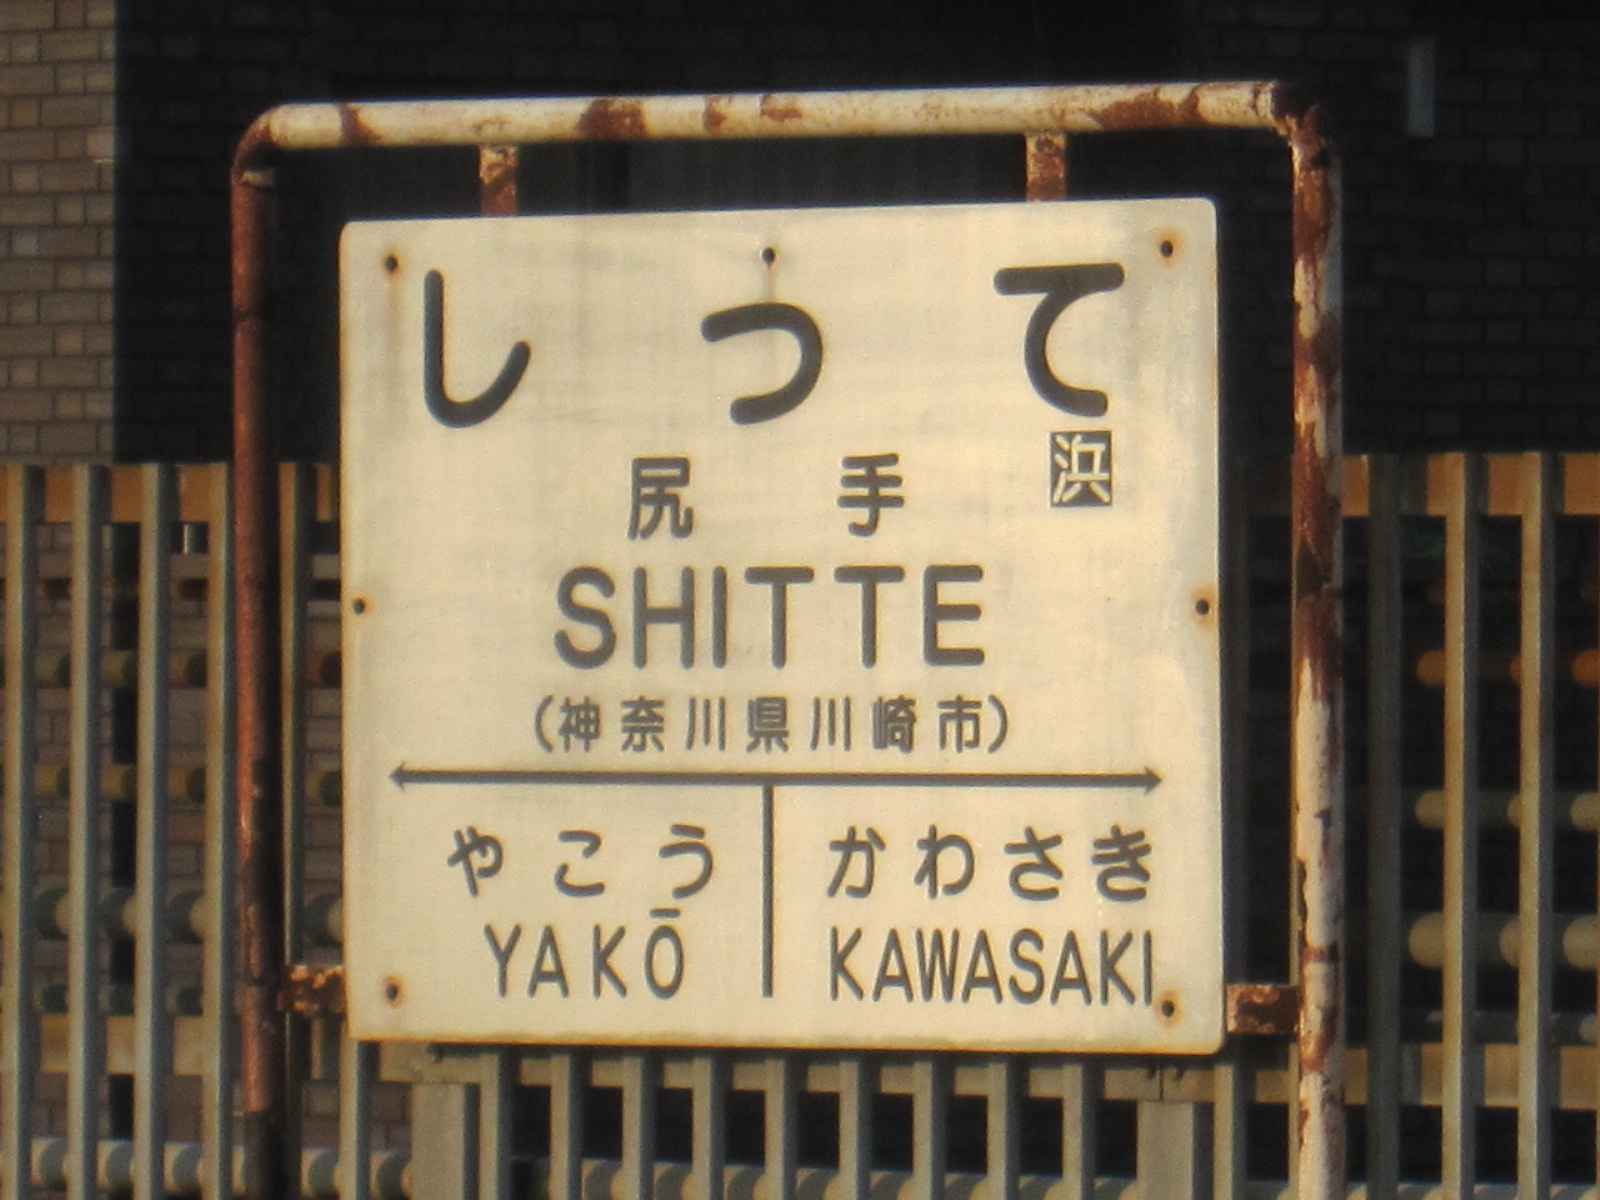 しって
尻手 浜
SHITTE
(神奈川県川崎市)
やこう かわさき
YAKŌ KAWASAKI